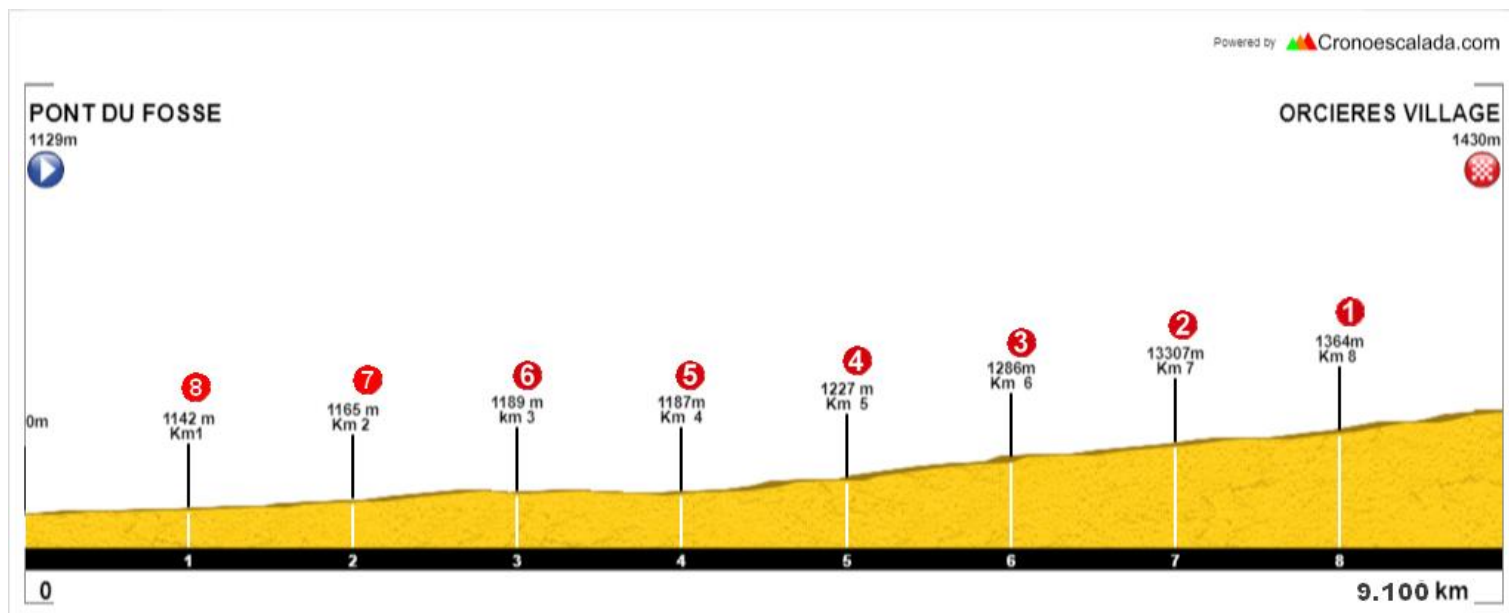 Powered by Cronoescalada.com
PONT DU FOSSE
1129m
ORCIERES VILLAGE
1430m
8
1142 m
Km1
7
1165 m
Km 2
6
1189 m
km 3
5
1187m
Km 4
4
1227 m
Km 5
3
1286m
Km 6
2
13307m
Km 7
1
1364m
Km 8
0m
1 2 3 4 5 6 7 8
0
9.100 km